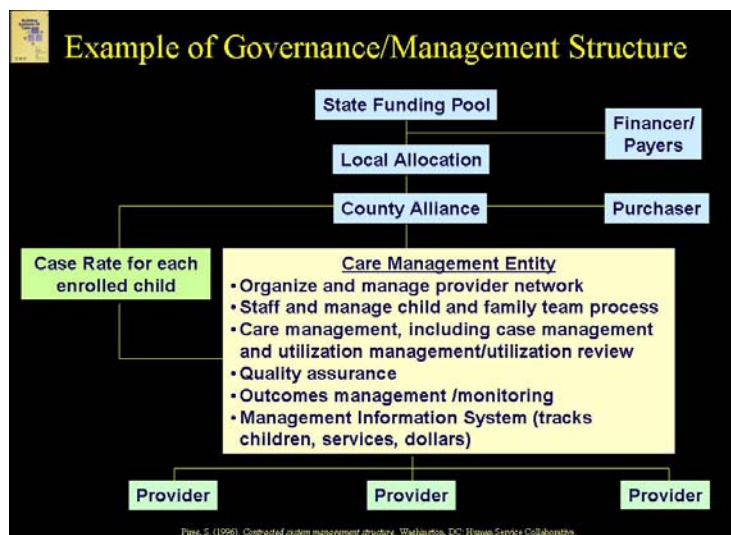 Example of Governance/Management Structure
State Funding Pool
Financer/
Payers
Local Allocation
County Alliance
Purchaser
Case Rate for each
enrolled child
Care Management Entity
•Organize and manage provider network
•Staff and manage child and family team process
•Care management, including case management
and utilization management/utilization review
•Quality assurance
•Outcomes management /monitoring
•Management Information System (tracks
children, services, dollars)
Provider
Provider
Provider
S. (1996). Contracted system management structure. Washington, DC: Human Service Collaborative.